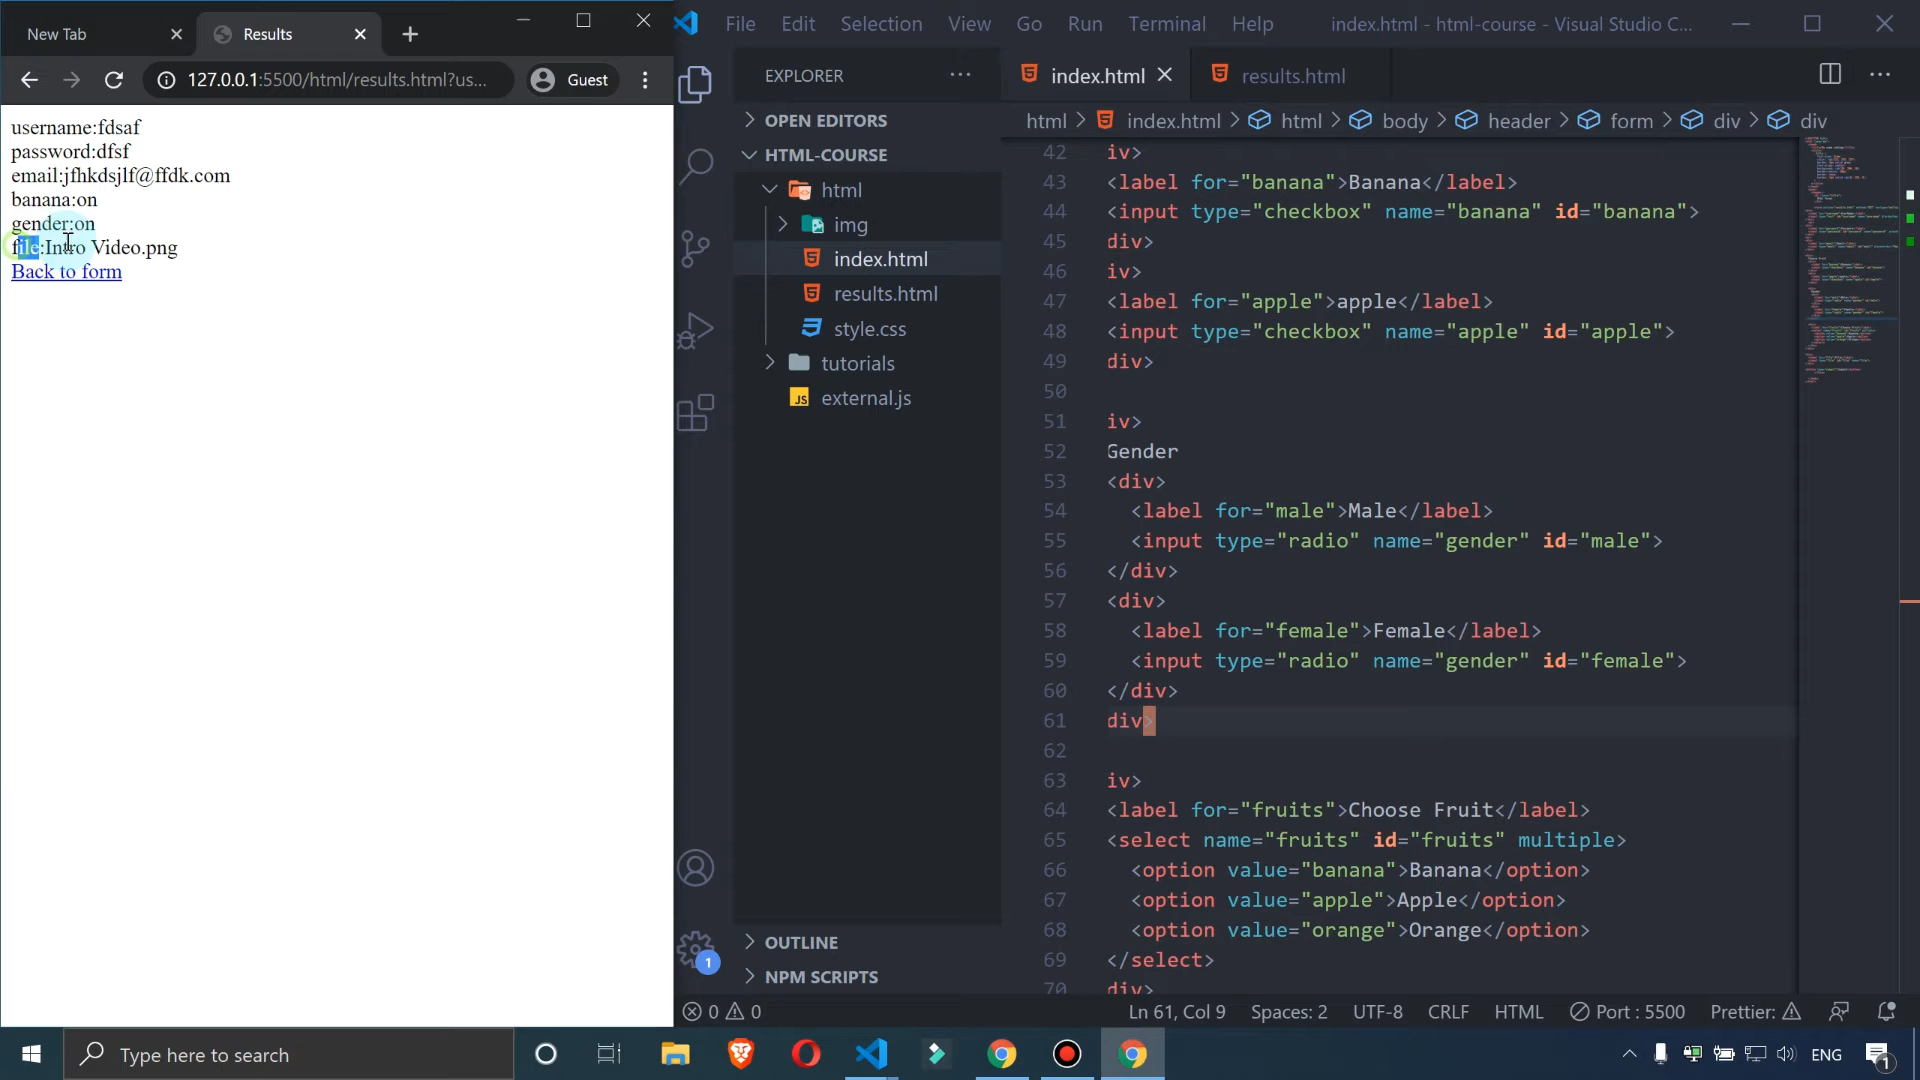 New Tab
Results
127.0.0.1:5500/html/results.html?us...
Guest
username:fdsaf
password:dfsf
email:jfhkdsjlf@ffdk.com
banana:on
gender:on
file:Intro Video.png
Back to form
File Edit Selection View Go Run Terminal Help
index.html - html-course - Visual Studio C...
EXPLORER
OPEN EDITORS
HTML-COURSE
html
img
index.html
results.html
style.css
tutorials
JS external.js
OUTLINE
NPM SCRIPTS
1
index.html
results.html
html > index.html > html > body > header > form > div > div
42 iv>
43 <label for="banana">Banana</label>
44 <input type="checkbox" name="banana" id="banana">
45 div>
46 iv>
47 <label for="apple">apple</label>
48 <input type="checkbox" name="apple" id="apple">
49 div>
50
51 iv>
52 Gender
53 <div>
54 <label for="male">Male</label>
55 <input type="radio" name="gender" id="male">
56 </div>
57 <div>
58 <label for="female">Female</label>
59 <input type="radio" name="gender" id="female">
60 </div>
61 div>
62
63 iv>
64 <label for="fruits">Choose Fruit</label>
65 <select name="fruits" id="fruits" multiple>
66 <option value="banana">Banana</option>
67 <option value="apple">Apple</option>
68 <option value="orange">Orange</option>
69 </select>
70 div>
0 0
Ln 61, Col 9 Spaces: 2 UTF-8 CRLF HTML Port : 5500 Prettier:
Type here to search
ENG
1